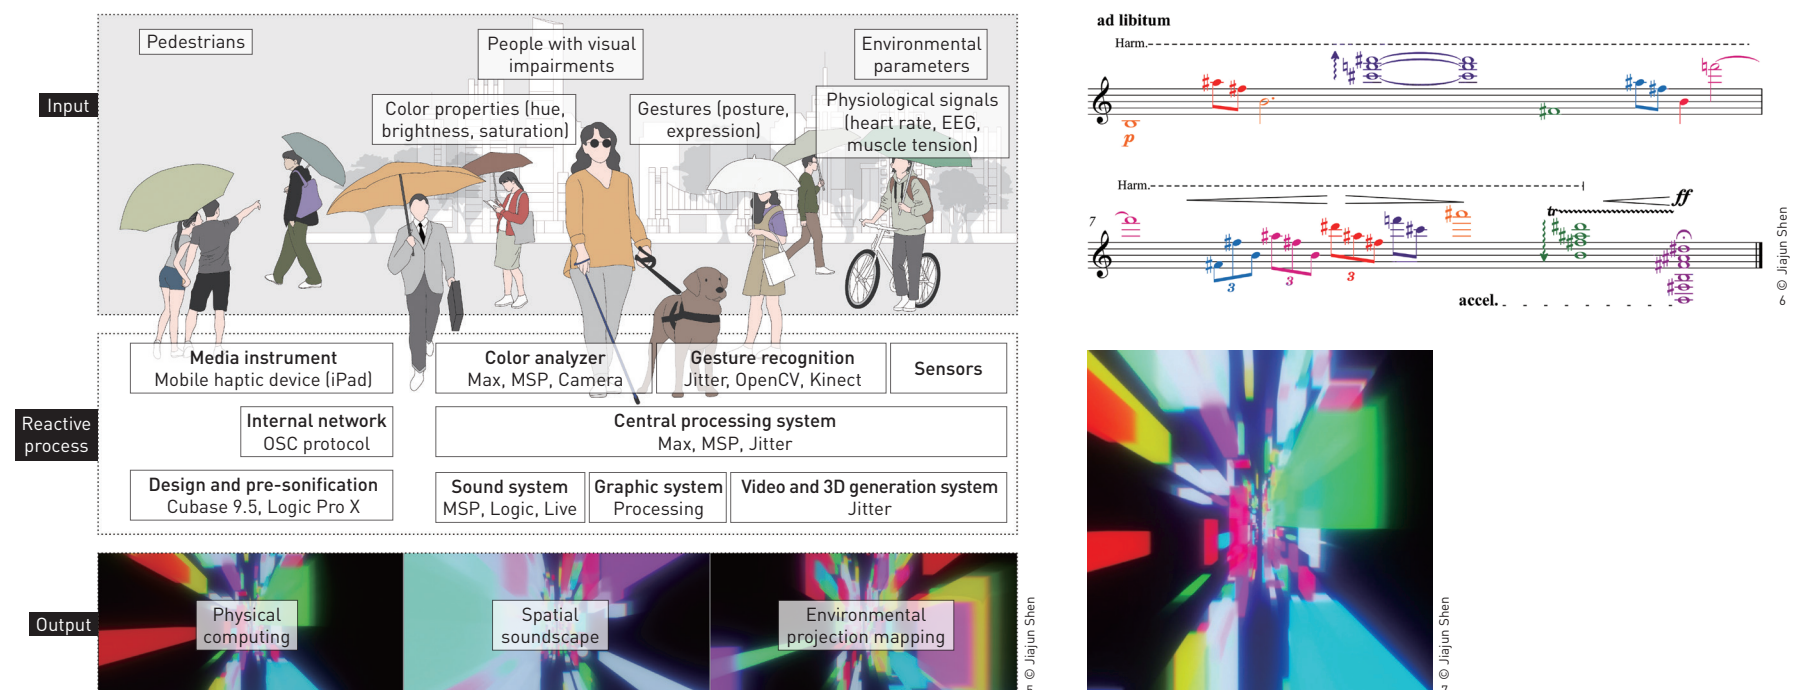 Input
Pedestrians
People with visual
impairments
Environmental
parameters
Color properties (hue,
brightness, saturation)
Gestures (posture,
expression)
Physiological signals
(heart rate, EEG,
muscle tension)
Reactive
process
Media instrument
Mobile haptic device (iPad)
Color analyzer
Max, MSP, Camera
Gesture recognition
Jitter, OpenCV, Kinect
Sensors
Internal network
OSC protocol
Central processing system
Max, MSP, Jitter
Design and pre-sonification
Cubase 9.5, Logic Pro X
Sound system
MSP, Logic, Live
Graphic system
Processing
Video and 3D generation system
Jitter
Output
Physical
computing
Spatial
soundscape
Environmental
projection mapping
5 © Jiajun Shen
ad libitum
Harm.
p
Harm.
7
3
3
3
tr
ff
accel.
6 © Jiajun Shen
7 © Jiajun Shen